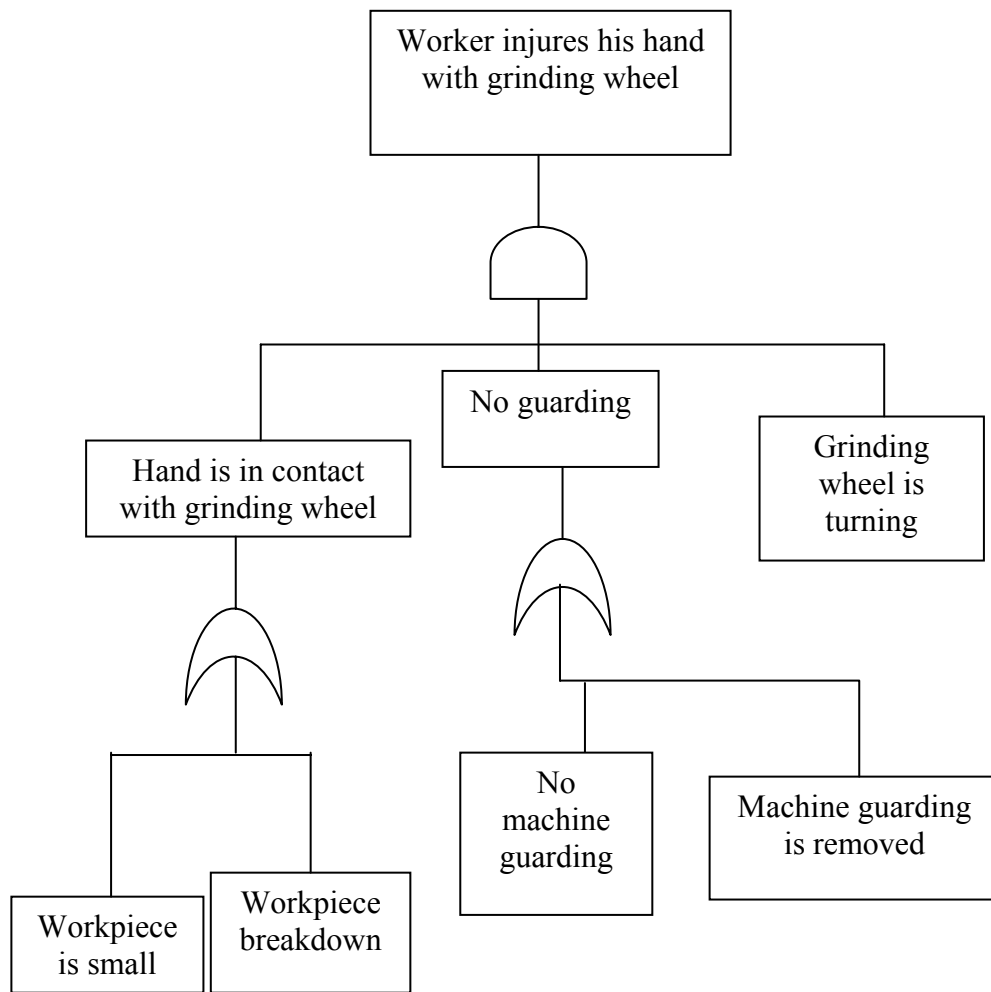 Worker injures his hand
with grinding wheel
No guarding
Hand is in contact
with grinding wheel
Grinding
wheel is
turning
No
machine
guarding
Machine guarding
is removed
Workpiece
is small
Workpiece
breakdown